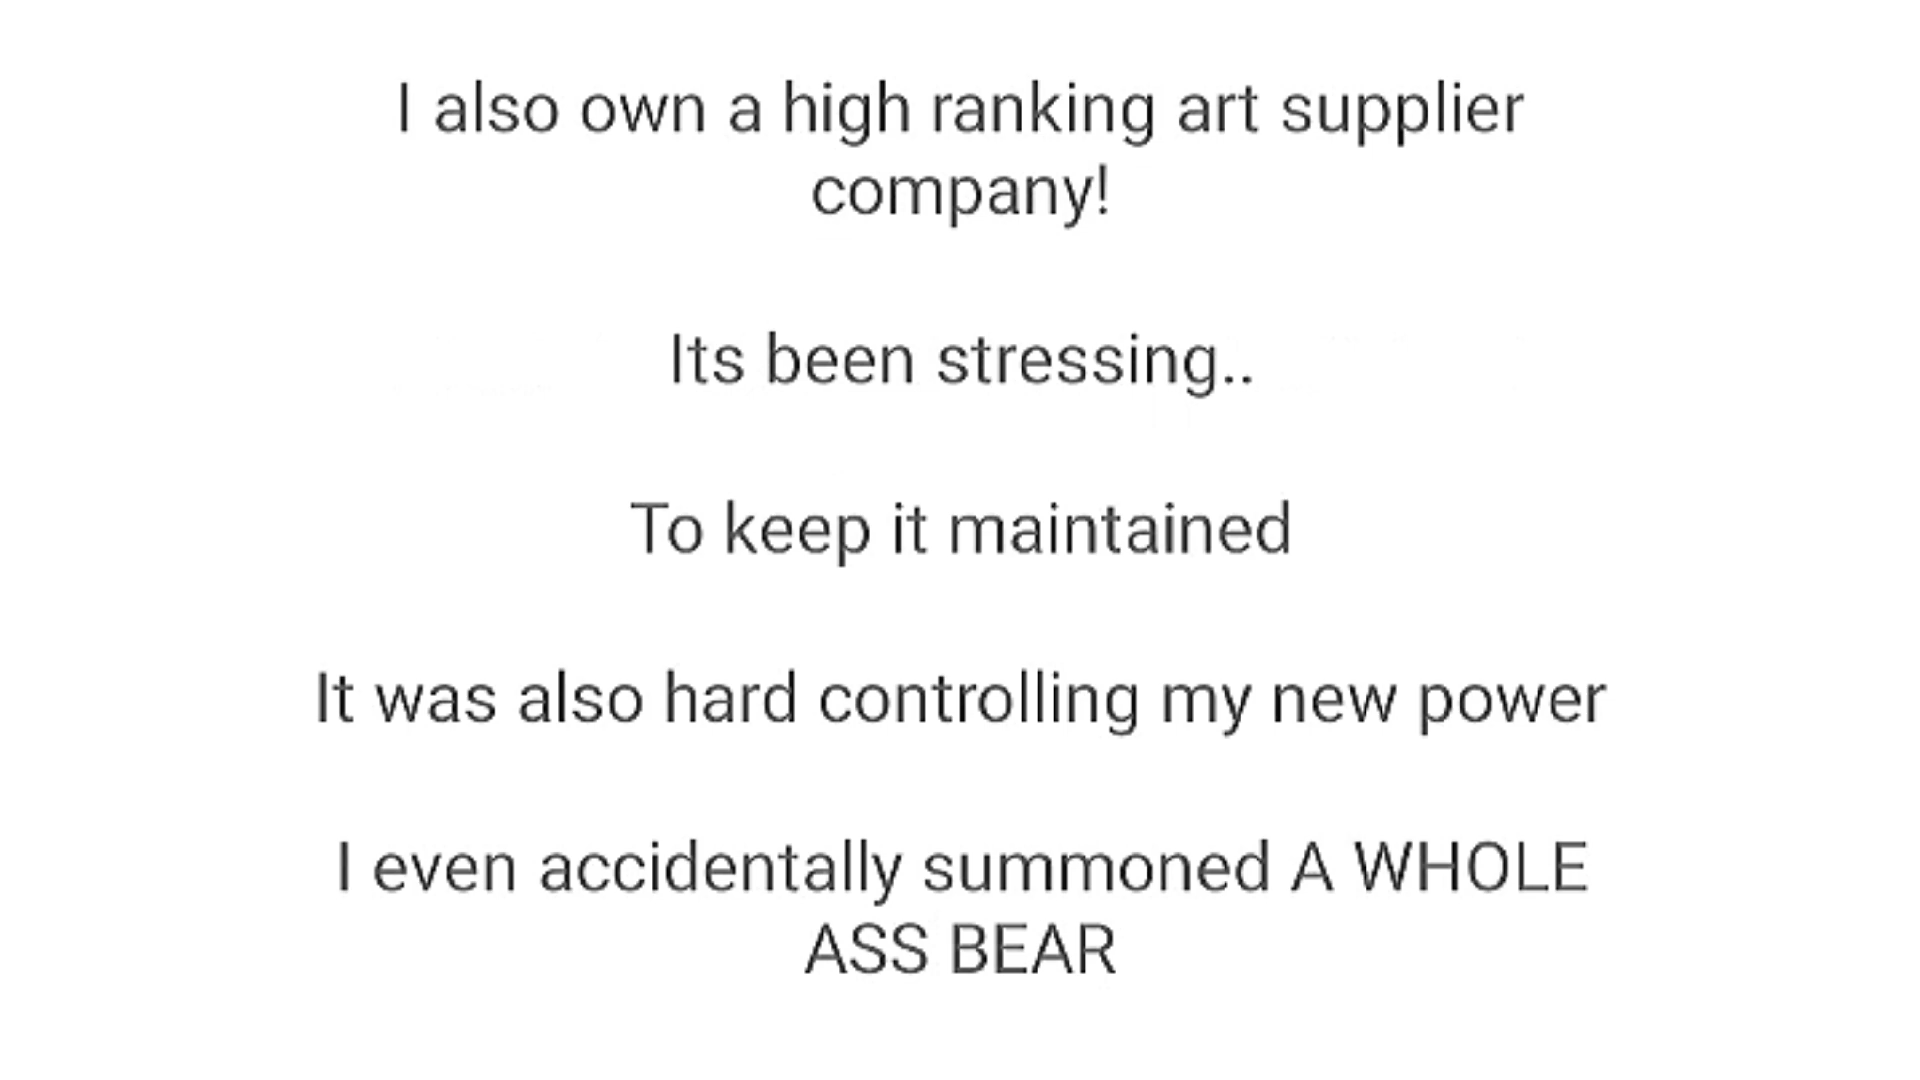 I also own a high ranking art supplier
company!
Its been stressing..
To keep it maintained
It was also hard controlling my new power
I even accidentally summoned A WHOLE
ASS BEAR